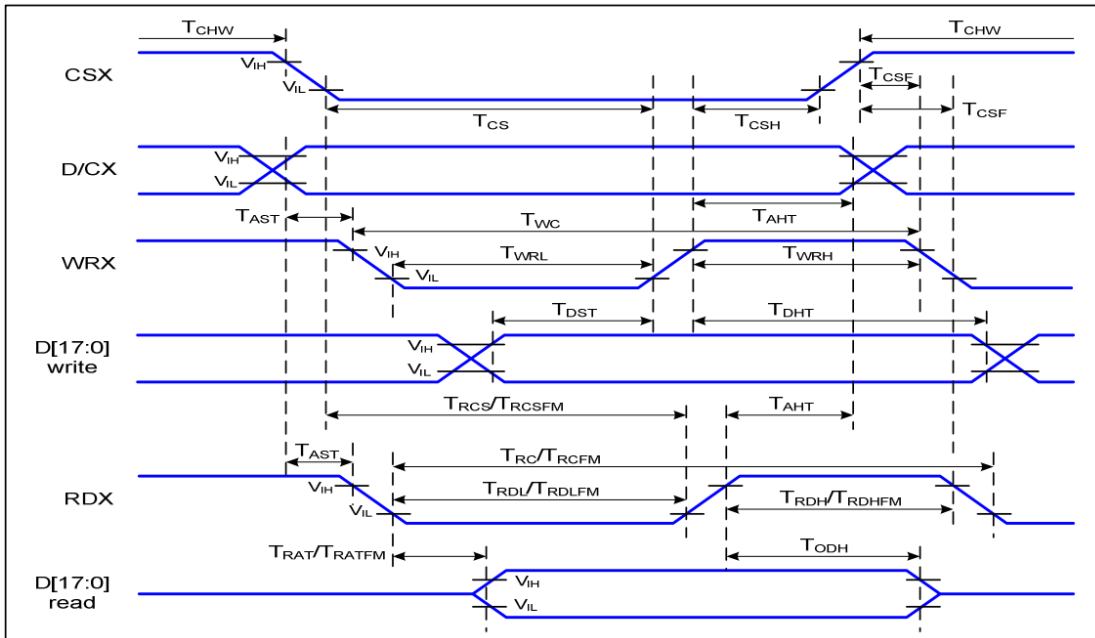 TCHW TCHW
CSX
VIH
VIL
TCSF
TCS TCSH TCSF
D/CX
VIH
VIL
TAST TWC TAHT
WRX
VIH
VIL
TWRL TWRH
TDST TDHT
D[17:0]
write
VIH
VIL
TRCS/TRCSFM TAHT
TAST TRC/TRCFM
RDX
VIH
VIL
TRDL/TRDLFM TRDH/TRDHFM
TRAT/TRATFM TODH
D[17:0]
read
VIH
VIL